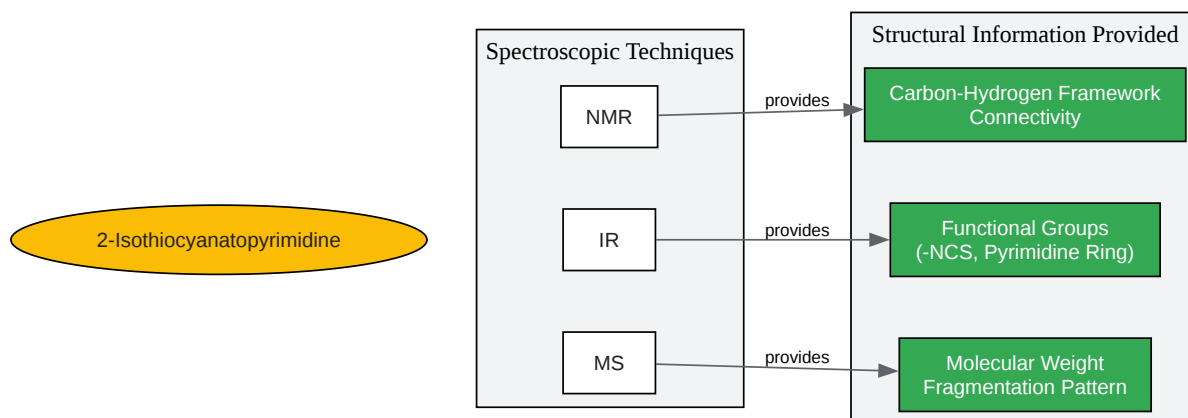 2-Isothiocyanatopyrimidine
Spectroscopic Techniques
NMR
IR
MS
provides
provides
provides
Structural Information Provided
Carbon-Hydrogen Framework
Connectivity
Functional Groups
(-NCS, Pyrimidine Ring)
Molecular Weight
Fragmentation Pattern